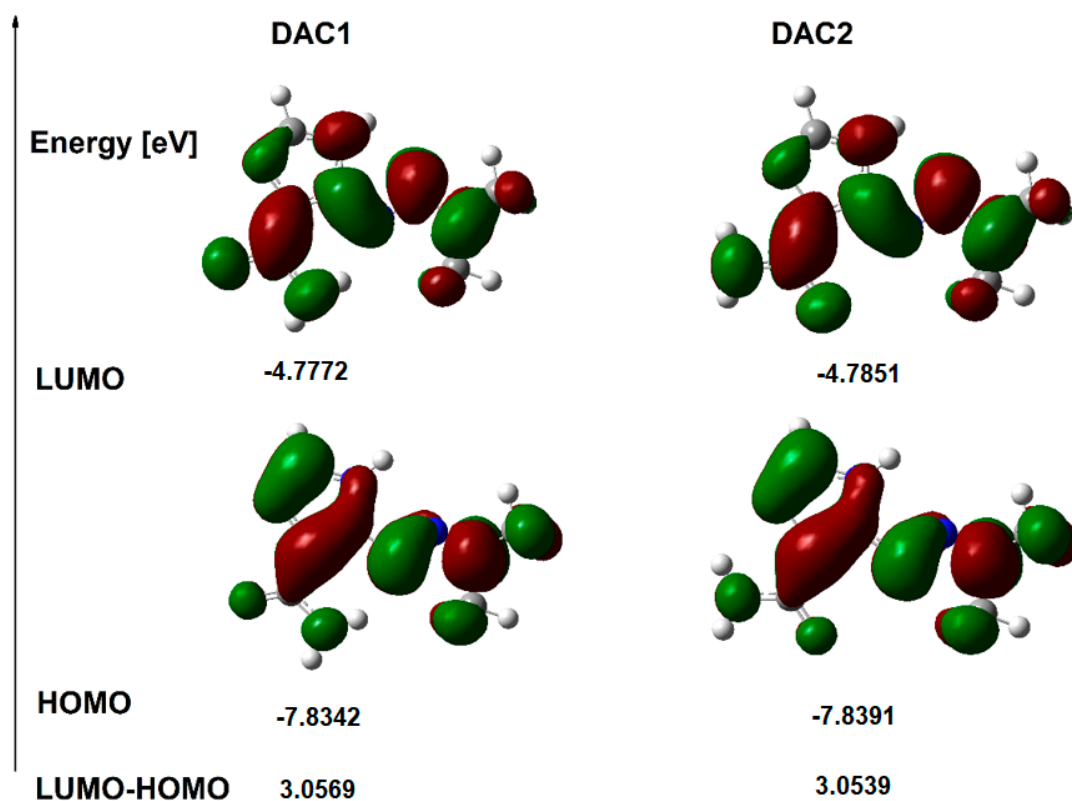 DAC1 DAC2
Energy [eV]
LUMO -4.7772 -4.7851
HOMO -7.8342 -7.8391
LUMO-HOMO 3.0569 3.0539